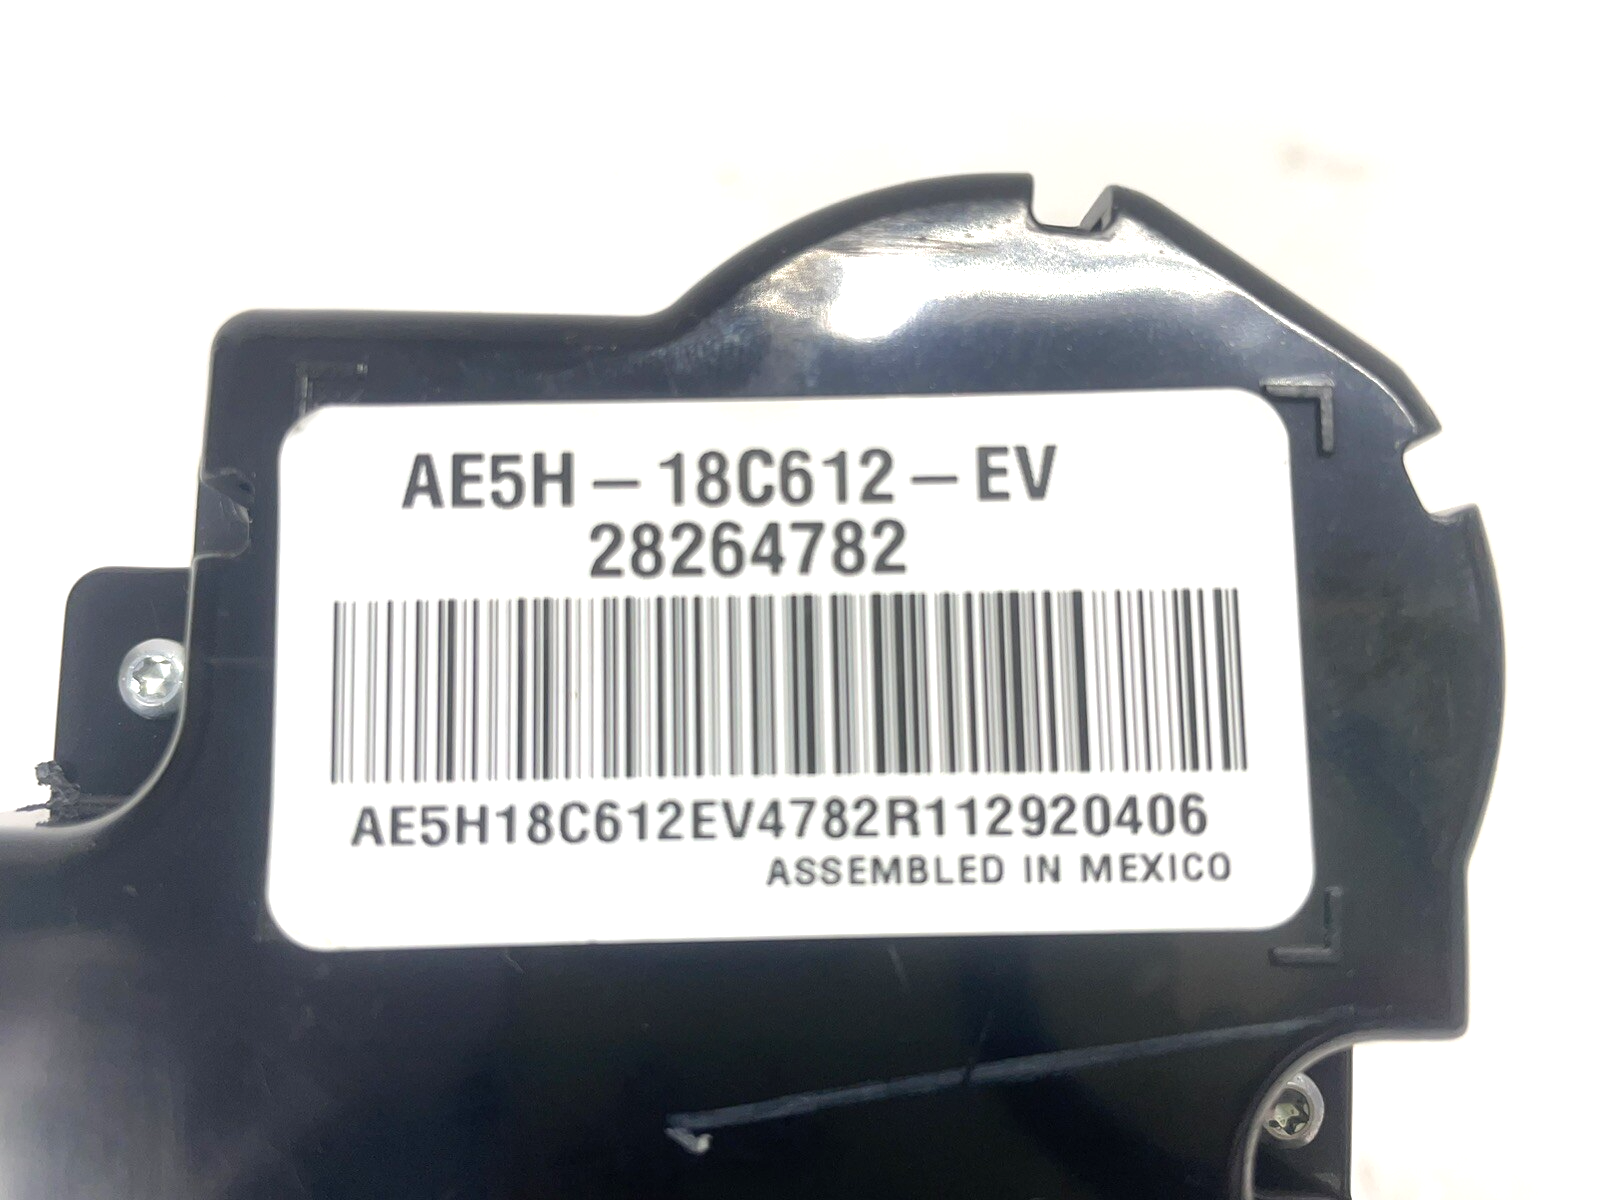 AE5H-18C612-EV
28264782
AE5H18C612EV4782R112920406
ASSEMBLED IN MEXICO